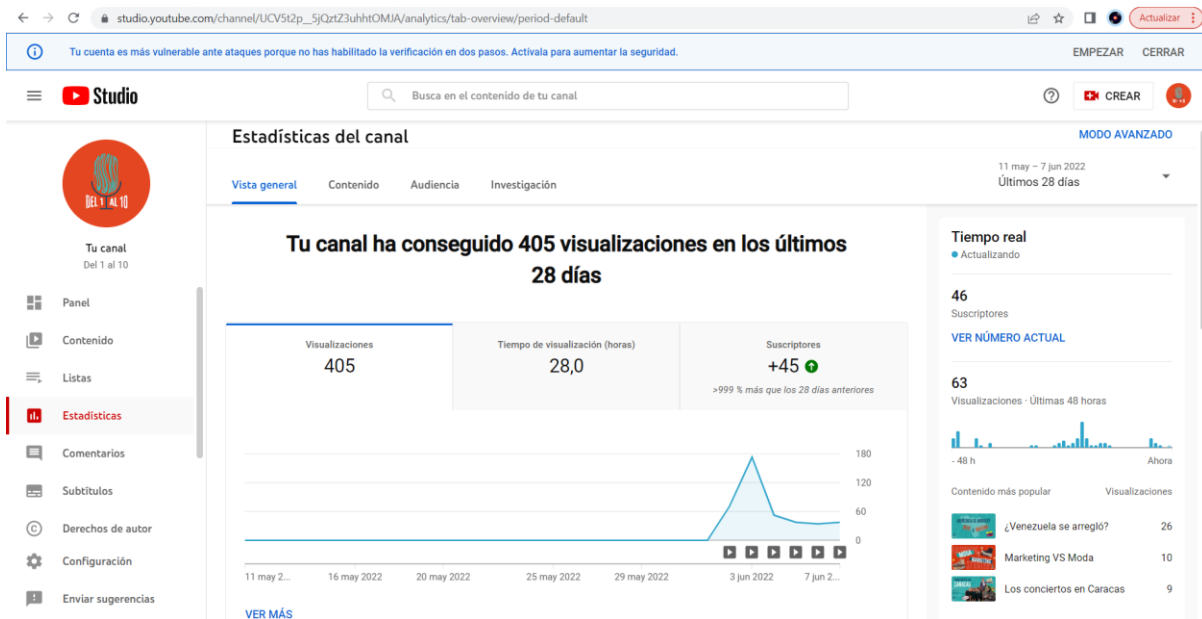 studio.youtube.com/channel/UCV5t2p__5jQztZ3uhhtOMJA/analytics/tab-overview/period-default
Actualizar
Tu cuenta es más vulnerable ante ataques porque no has habilitado la verificación en dos pasos. Actívala para aumentar la seguridad.
EMPEZAR
CERRAR
Studio
Busca en el contenido de tu canal
CREAR
DEL 1 AL 10
Tu canal
Del 1 al 10
Panel
Contenido
Listas
Estadísticas
Comentarios
Subtítulos
Derechos de autor
Configuración
Enviar sugerencias
Estadísticas del canal
MODO AVANZADO
Vista general
Contenido
Audiencia
Investigación
11 may – 7 jun 2022
Últimos 28 días
Tu canal ha conseguido 405 visualizaciones en los últimos
28 días
Visualizaciones
405
Tiempo de visualización (horas)
28,0
Suscriptores
+45
>999 % más que los 28 días anteriores
180
120
60
0
11 may 2...
16 may 2022
20 may 2022
25 may 2022
29 may 2022
3 jun 2022
7 jun 2...
VER MÁS
Tiempo real
Actualizando
46
Suscriptores
VER NÚMERO ACTUAL
63
Visualizaciones · Últimas 48 horas
- 48 h
Ahora
Contenido más popular
Visualizaciones
¿Venezuela se arregló?
26
Marketing VS Moda
10
Los conciertos en Caracas
9